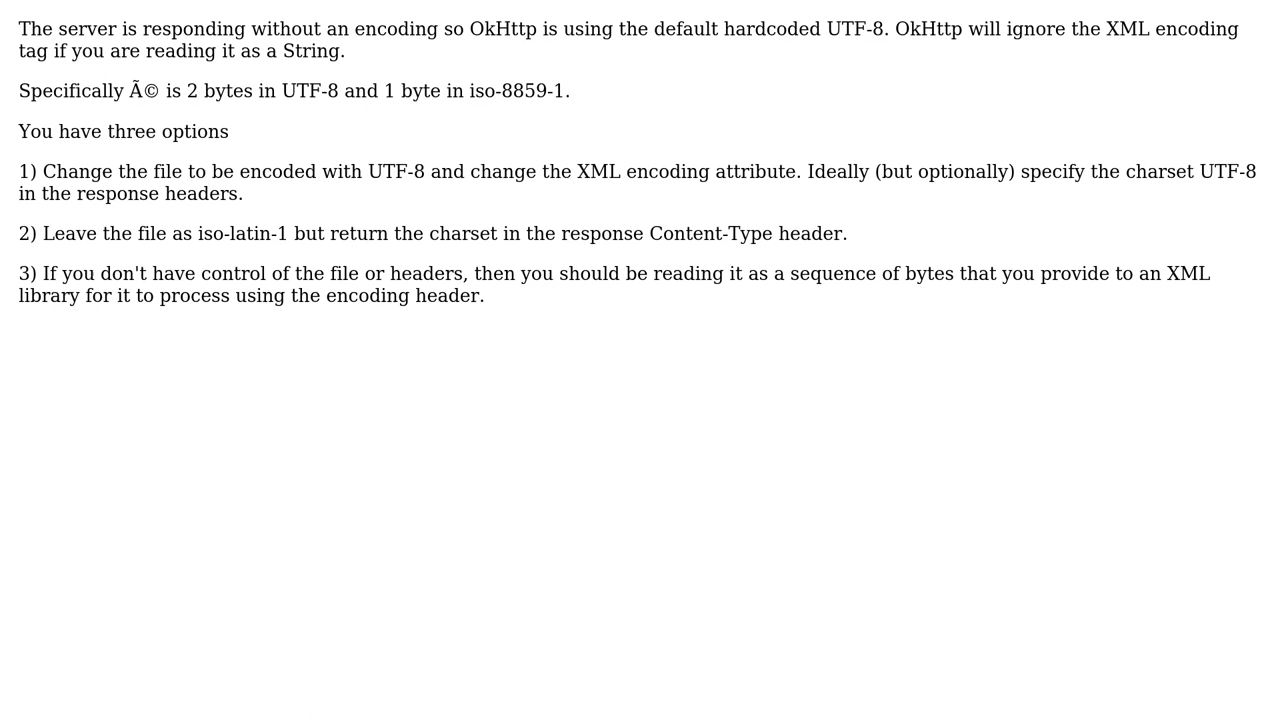 The server is responding without an encoding so OkHttp is using the default hardcoded UTF-8. OkHttp will ignore the XML encoding
tag if you are reading it as a String.
Specifically Ã© is 2 bytes in UTF-8 and 1 byte in iso-8859-1.
You have three options
1) Change the file to be encoded with UTF-8 and change the XML encoding attribute. Ideally (but optionally) specify the charset UTF-8
in the response headers.
2) Leave the file as iso-latin-1 but return the charset in the response Content-Type header.
3) If you don't have control of the file or headers, then you should be reading it as a sequence of bytes that you provide to an XML
library for it to process using the encoding header.